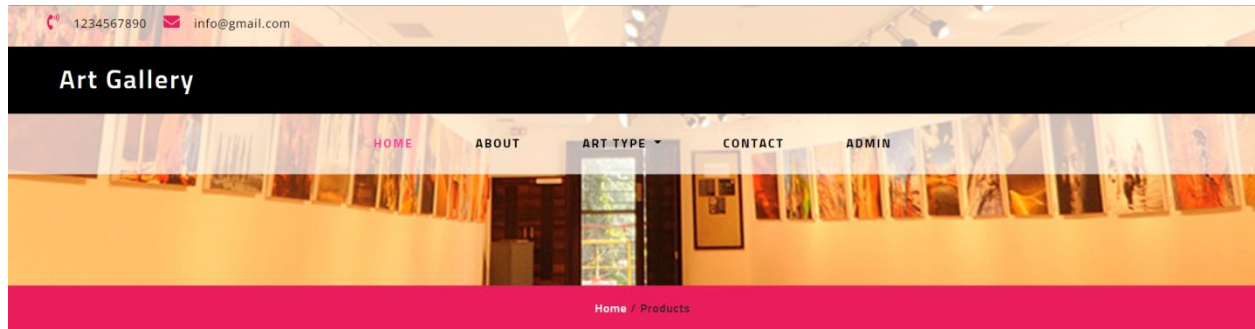 1234567890 info@gmail.com
Art Gallery
HOME ABOUT ART TYPE CONTACT ADMIN
Home / Products